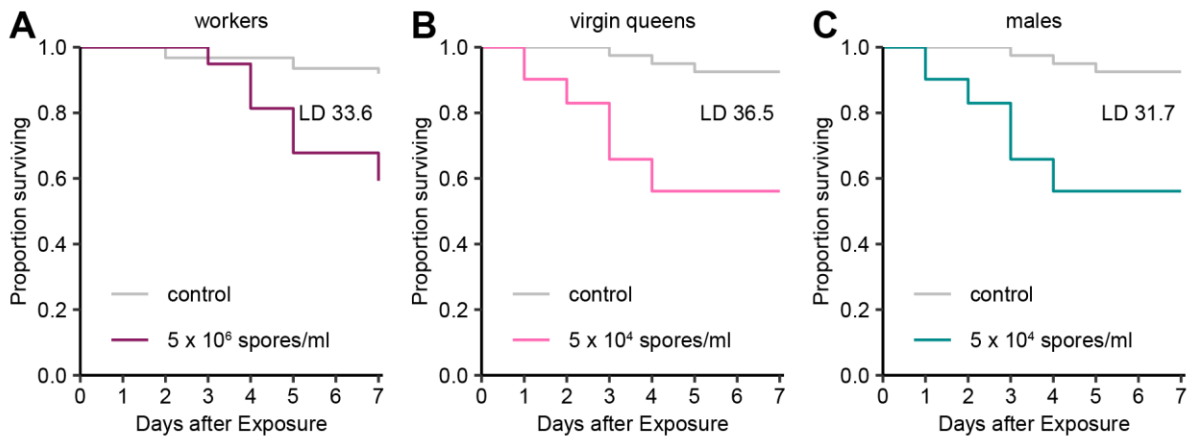 A
workers
Proportion surviving
1.0
0.8
0.6
0.4
0.2
0.0
LD 33.6
control
5 x 10⁶ spores/ml
0 1 2 3 4 5 6 7
Days after Exposure
B
virgin queens
Proportion surviving
1.0
0.8
0.6
0.4
0.2
0.0
LD 36.5
control
5 x 10⁴ spores/ml
0 1 2 3 4 5 6 7
Days after Exposure
C
males
Proportion surviving
1.0
0.8
0.6
0.4
0.2
0.0
LD 31.7
control
5 x 10⁴ spores/ml
0 1 2 3 4 5 6 7
Days after Exposure